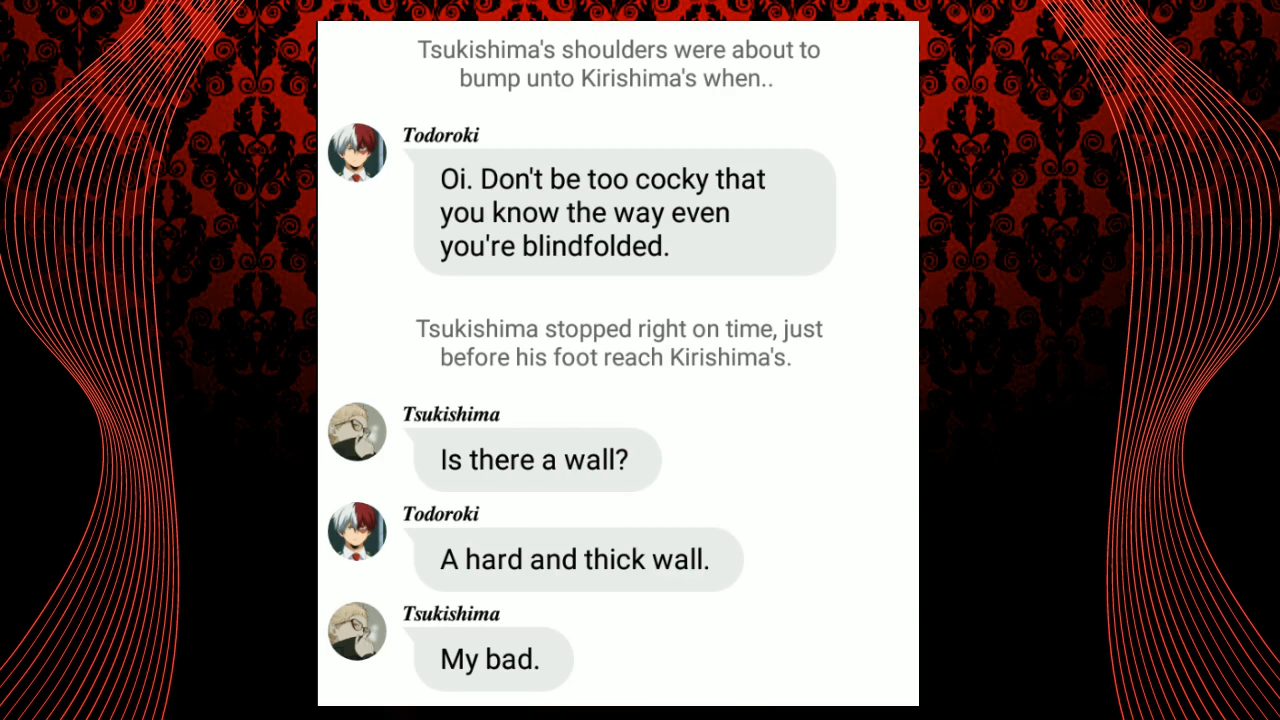 Tsukishima's shoulders were about to
bump unto Kirishima's when..
Todoroki
Oi. Don't be too cocky that
you know the way even
you're blindfolded.
Tsukishima stopped right on time, just
before his foot reach Kirishima's.
Tsukishima
Is there a wall?
Todoroki
A hard and thick wall.
Tsukishima
My bad.